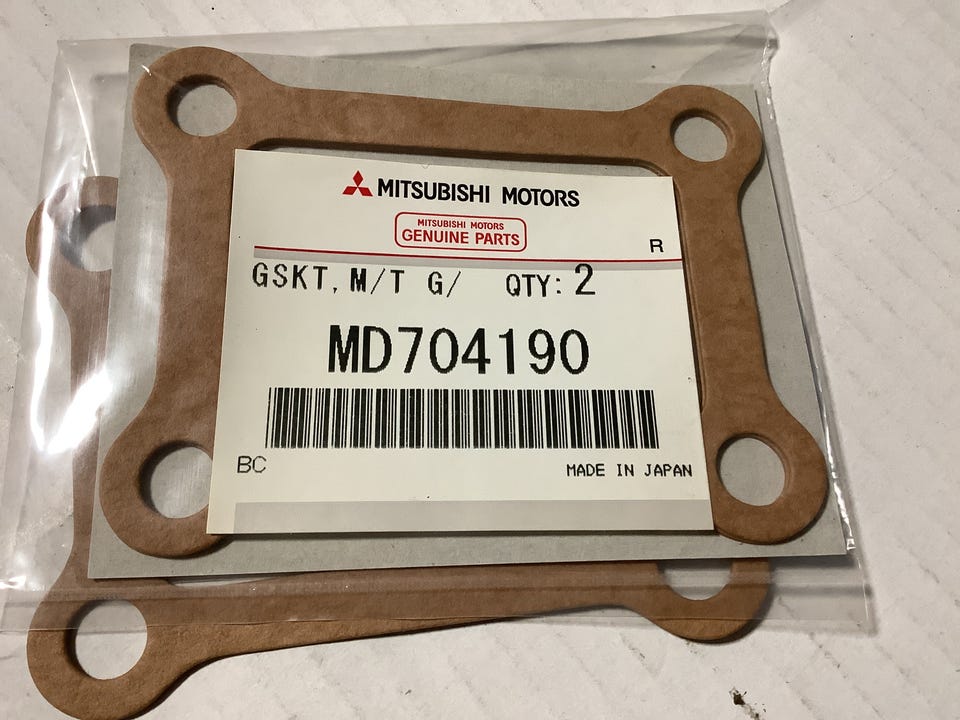 MITSUBISHI MOTORS
MITSUBISHI MOTORS
GENUINE PARTS
R
GSKT, M/T G/ QTY: 2
MD704190
BC MADE IN JAPAN